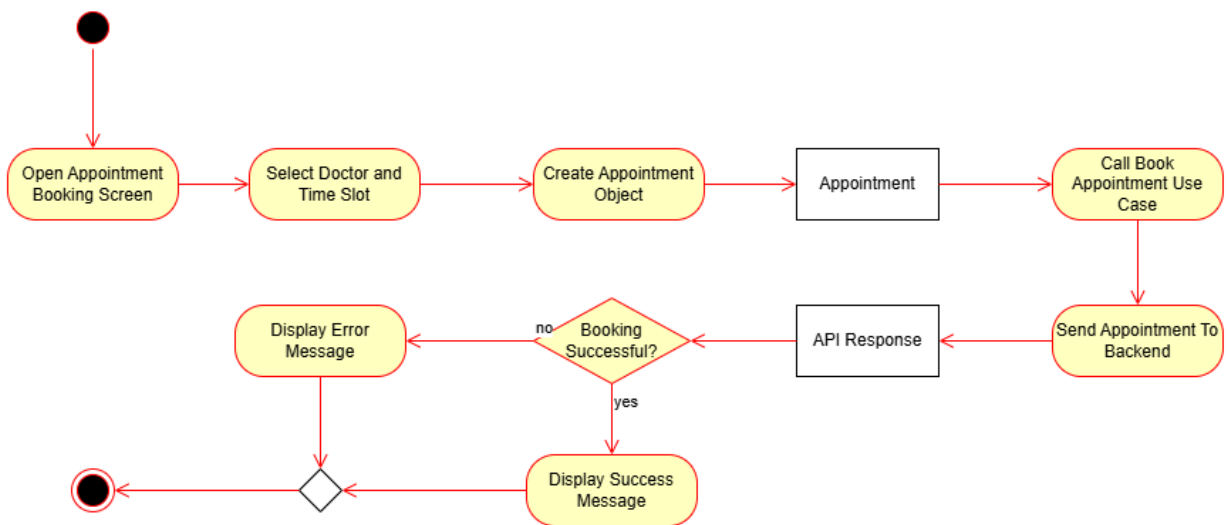 Open Appointment
Booking Screen
Select Doctor and
Time Slot
Create Appointment
Object
Appointment
Call Book
Appointment Use
Case
Send Appointment To
Backend
API Response
Booking
Successful?
no
yes
Display Error
Message
Display Success
Message